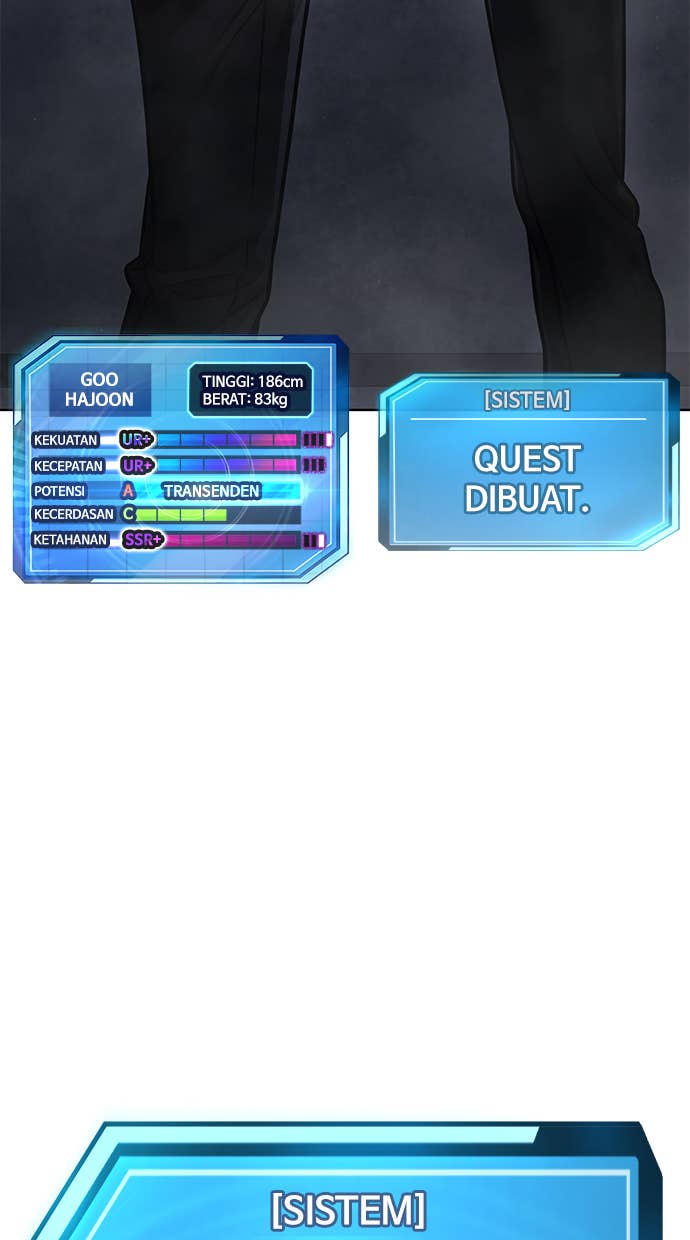 GOO
HAJOON
TINGGI: 186cm
BERAT: 83kg
KEKUATAN UR+
KECEPATAN UR+
POTENSI A TRANSENDEN
KECERDASAN C
KETAHANAN SSR+
[SISTEM]
QUEST
DIBUAT.
[SISTEM]